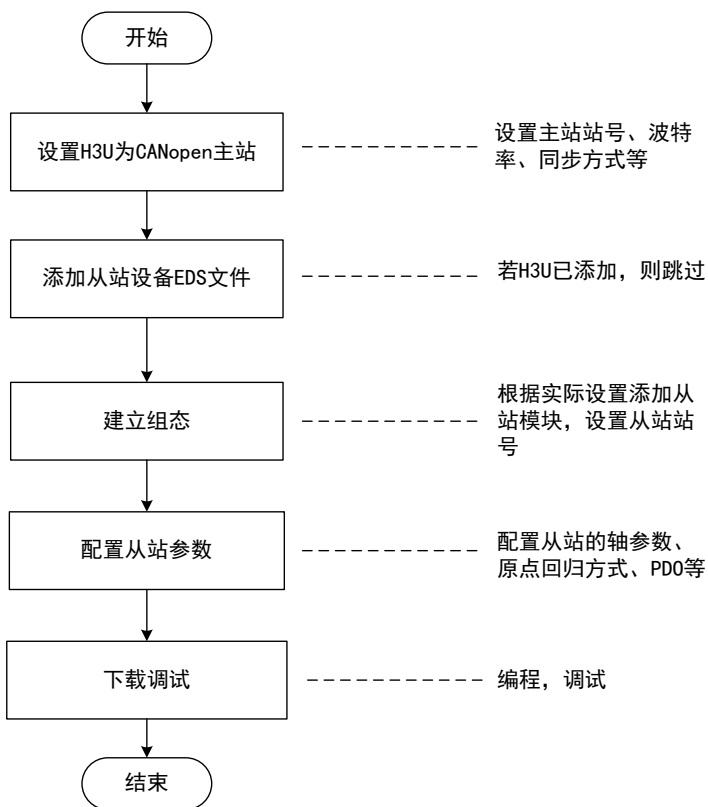 开始
设置H3U为CANopen主站
设置主站站号、波特
率、同步方式等
添加从站设备EDS文件
若H3U已添加，则跳过
建立组态
根据实际设置添加从
站模块，设置从站站
号
配置从站参数
配置从站的轴参数、
原点回归方式、PDO等
下载调试
编程，调试
结束